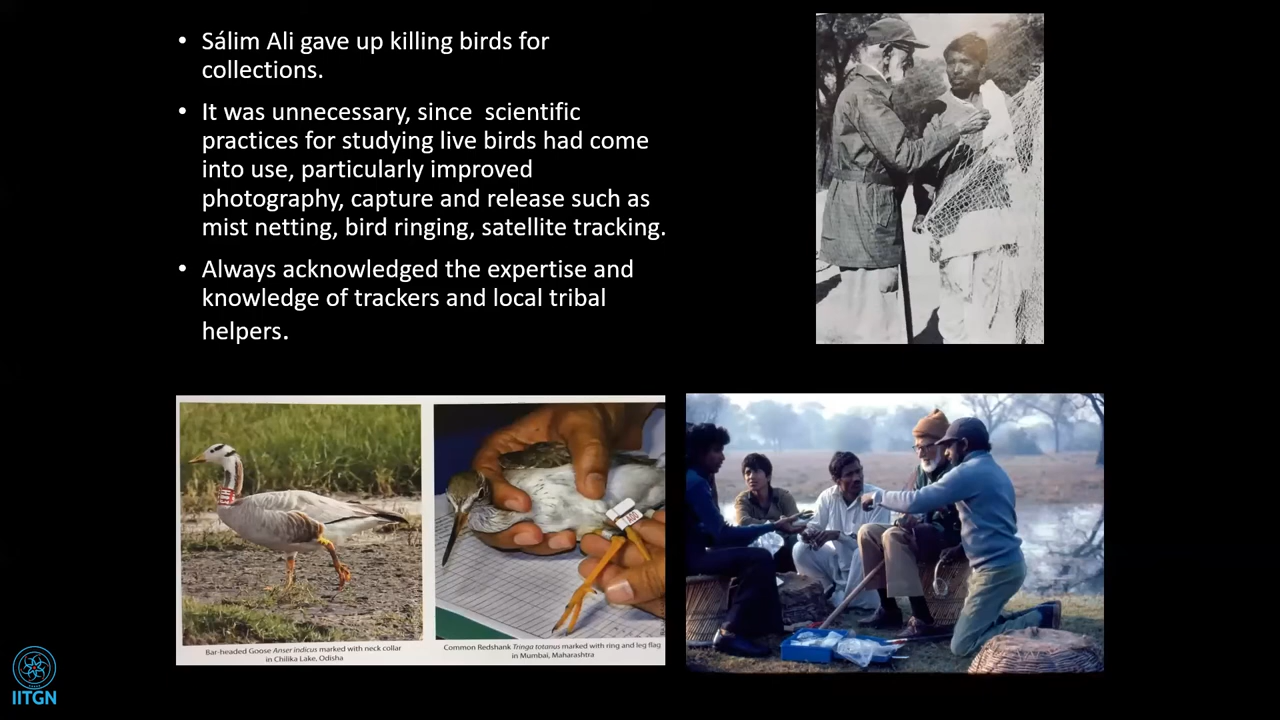 • Sálim Ali gave up killing birds for
collections.
• It was unnecessary, since  scientific
practices for studying live birds had come
into use, particularly improved
photography, capture and release such as
mist netting, bird ringing, satellite tracking.
• Always acknowledged the expertise and
knowledge of trackers and local tribal
helpers.
Bar-headed Goose Anser indicus marked with neck collar
in Chilika Lake, Odisha
Common Redshank Tringa totanus marked with ring and leg flag
in Mumbai, Maharashtra
IITGN